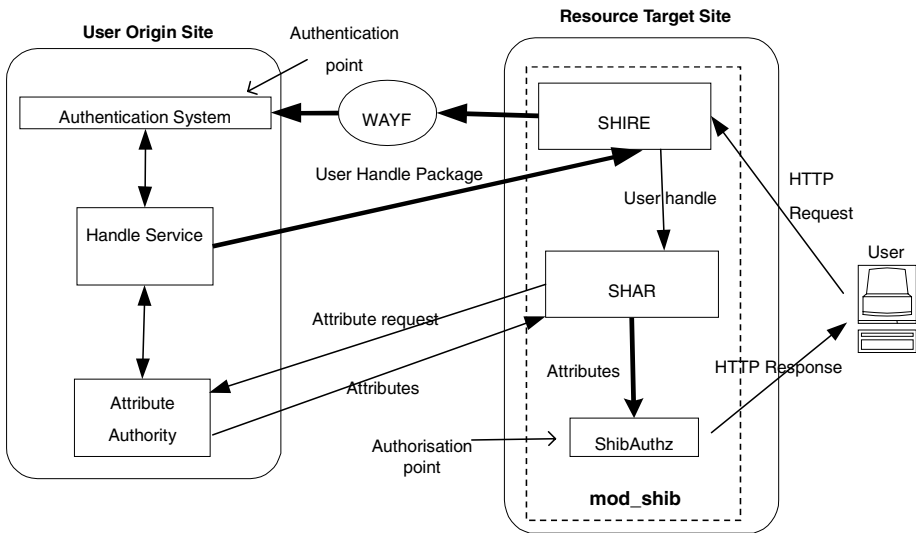 User Origin Site
Authentication
point
Resource Target Site
Authentication System
WAYF
SHIRE
User Handle Package
HTTP
Request
User handle
Handle Service
User
SHAR
Attribute request
Attributes
Attributes
HTTP Response
Attribute
Authority
Authorisation
point
ShibAuthz
mod_shib